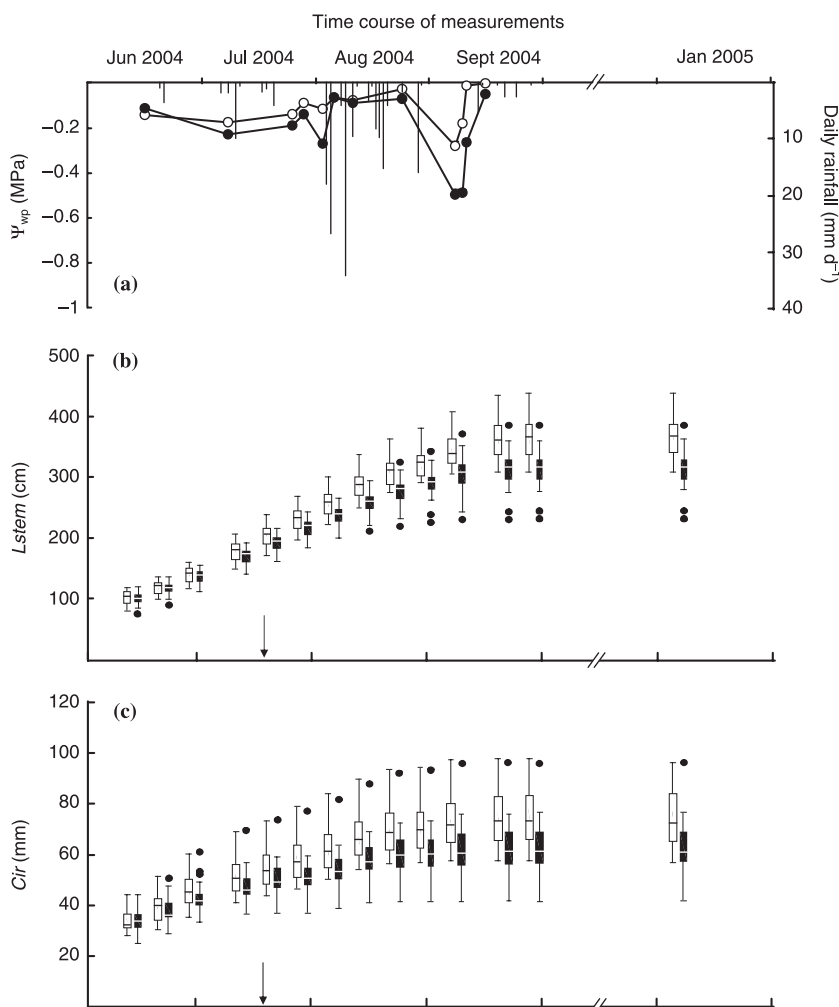 Time course of measurements
Jun 2004 Jul 2004 Aug 2004 Sept 2004 Jan 2005
−0.2
−0.4
−0.6
−0.8
−1
Ψwp (MPa)
10
20
30
40
Daily rainfall (mm d−1)
(a)
(b)
500
400
300
200
100
Lstem (cm)
(c)
120
100
80
60
40
20
Cir (mm)